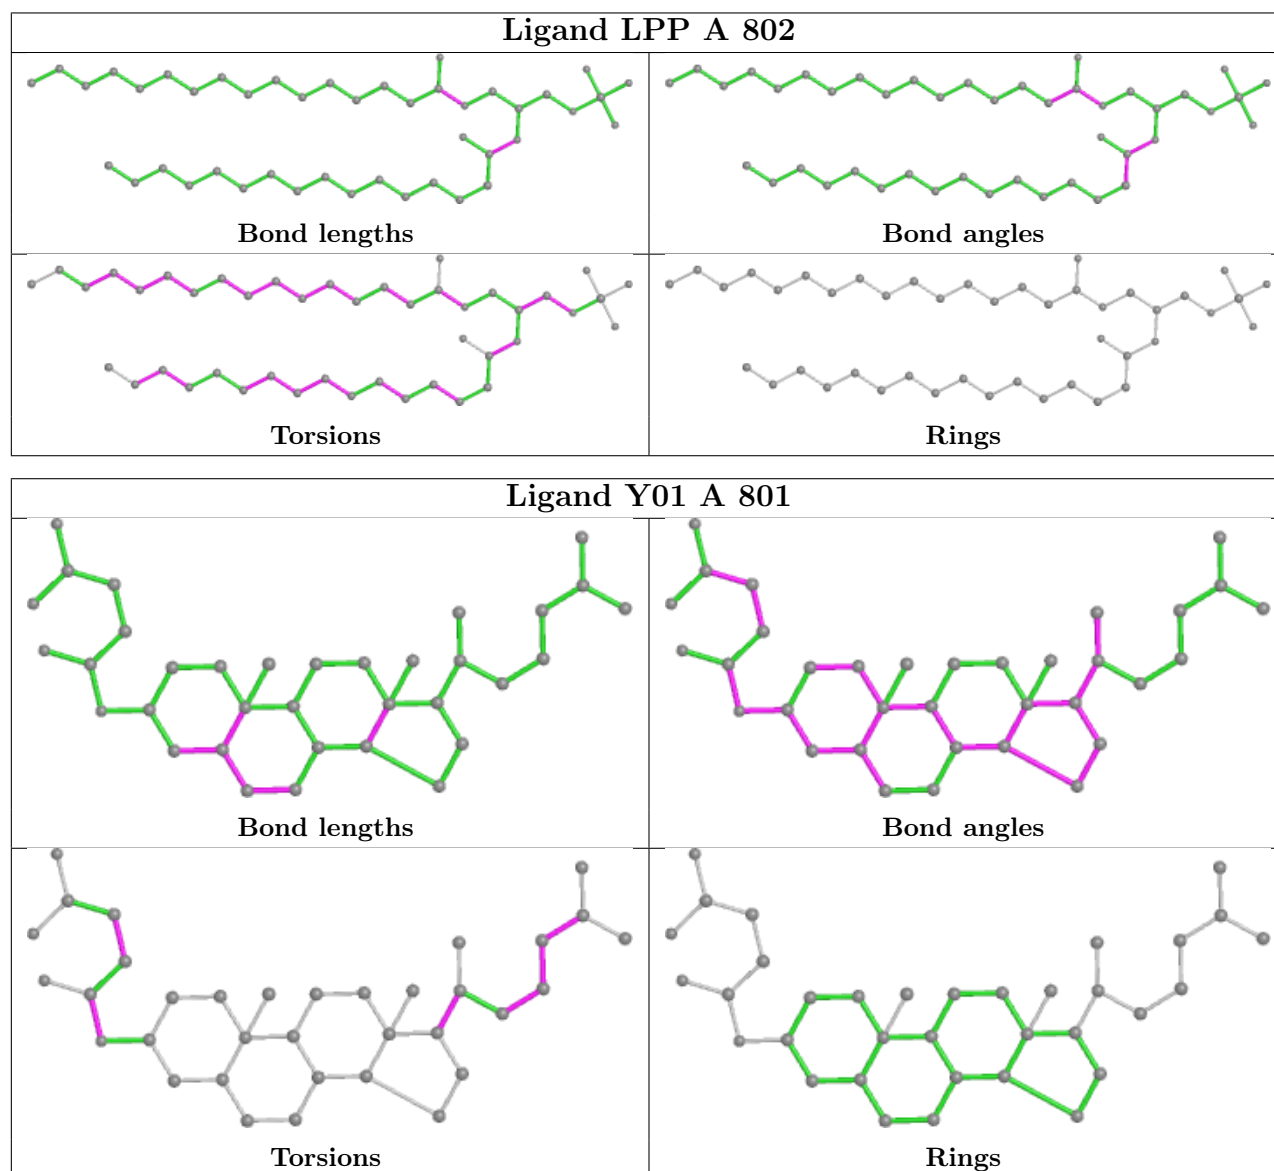 Ligand LPP A 802
Bond lengths
Bond angles
Torsions
Rings
Ligand Y01 A 801
Bond lengths
Bond angles
Torsions
Rings